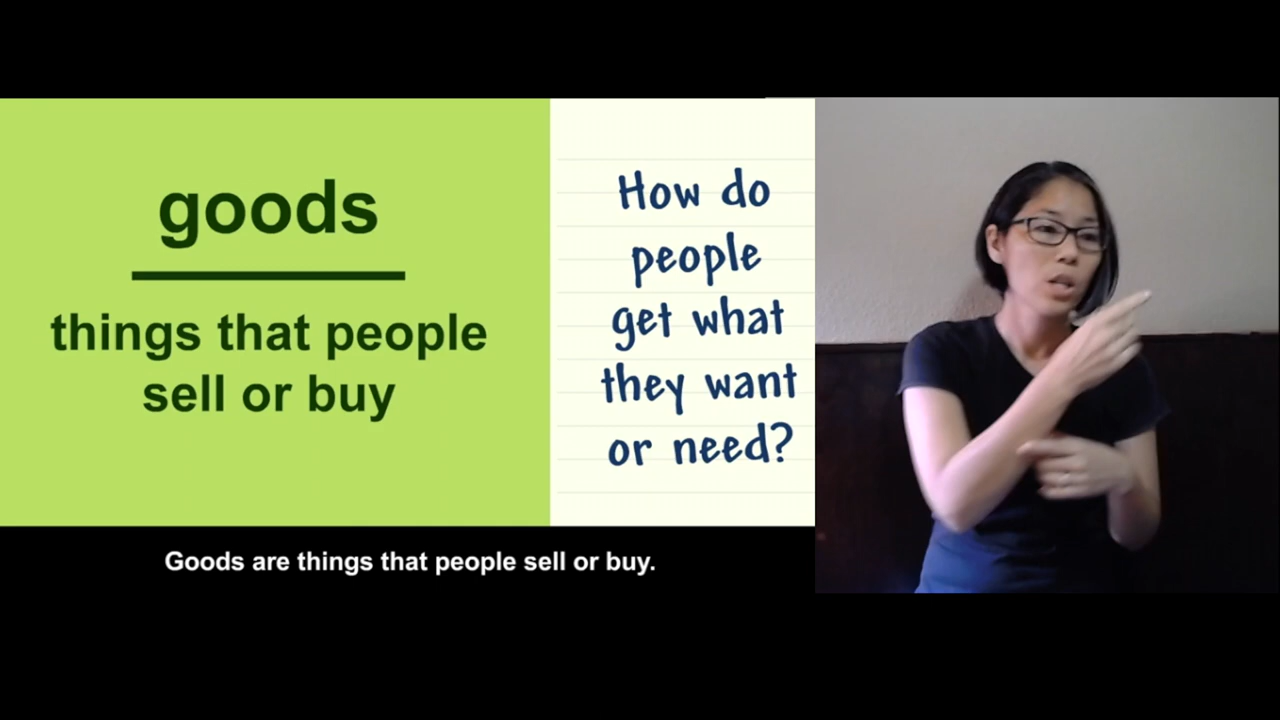 goods
things that people
sell or buy
How do
people
get what
they want
or need?
Goods are things that people sell or buy.